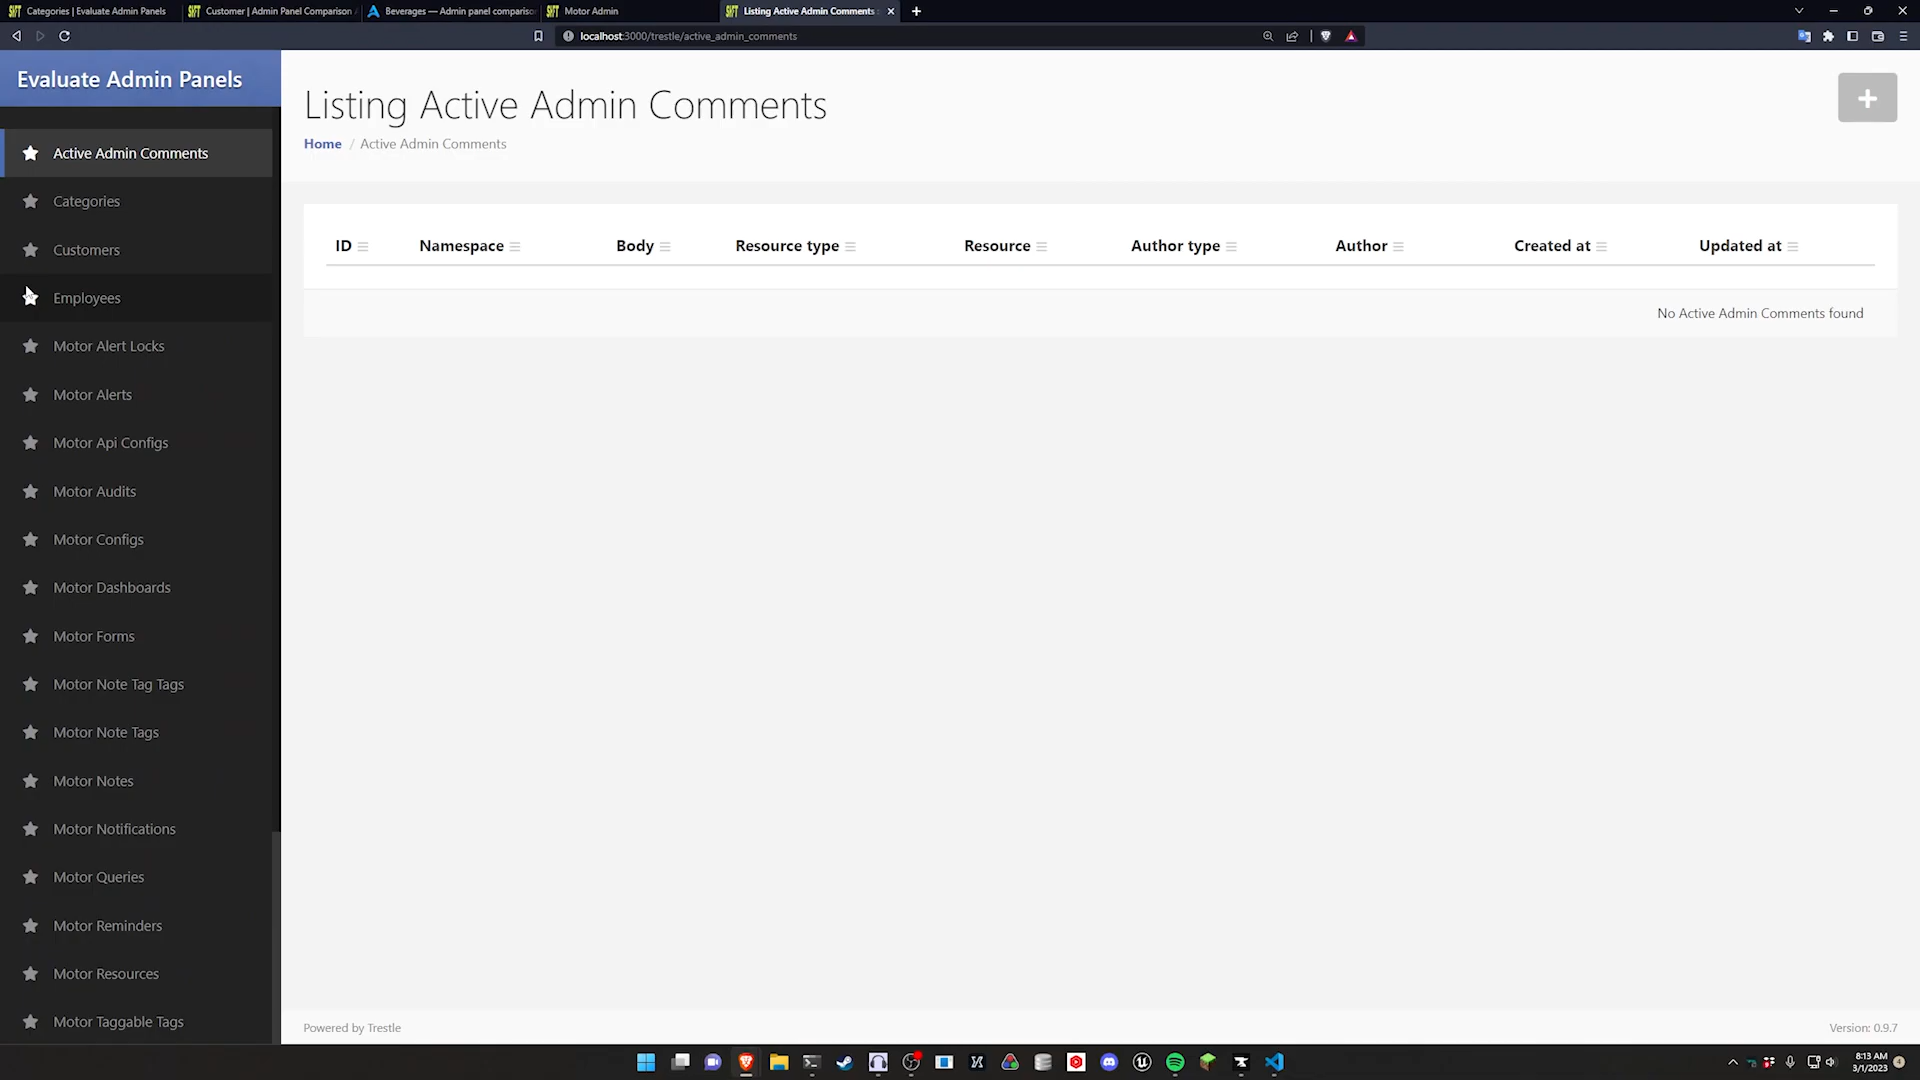 Categories | Evaluate Admin Panels
Customer | Admin Panel Comparison
Beverages — Admin panel compariso
Motor Admin
Listing Active Admin Comments
localhost:3000/trestle/active_admin_comments
Evaluate Admin Panels
Active Admin Comments
Categories
Customers
Employees
Motor Alert Locks
Motor Alerts
Motor Api Configs
Motor Audits
Motor Configs
Motor Dashboards
Motor Forms
Motor Note Tag Tags
Motor Note Tags
Motor Notes
Motor Notifications
Motor Queries
Motor Reminders
Motor Resources
Motor Taggable Tags
Listing Active Admin Comments
Home / Active Admin Comments
ID Namespace Body Resource type Resource Author type Author Created at Updated at
No Active Admin Comments found
Powered by Trestle
Version: 0.9.7
8:13 AM
3/1/2023